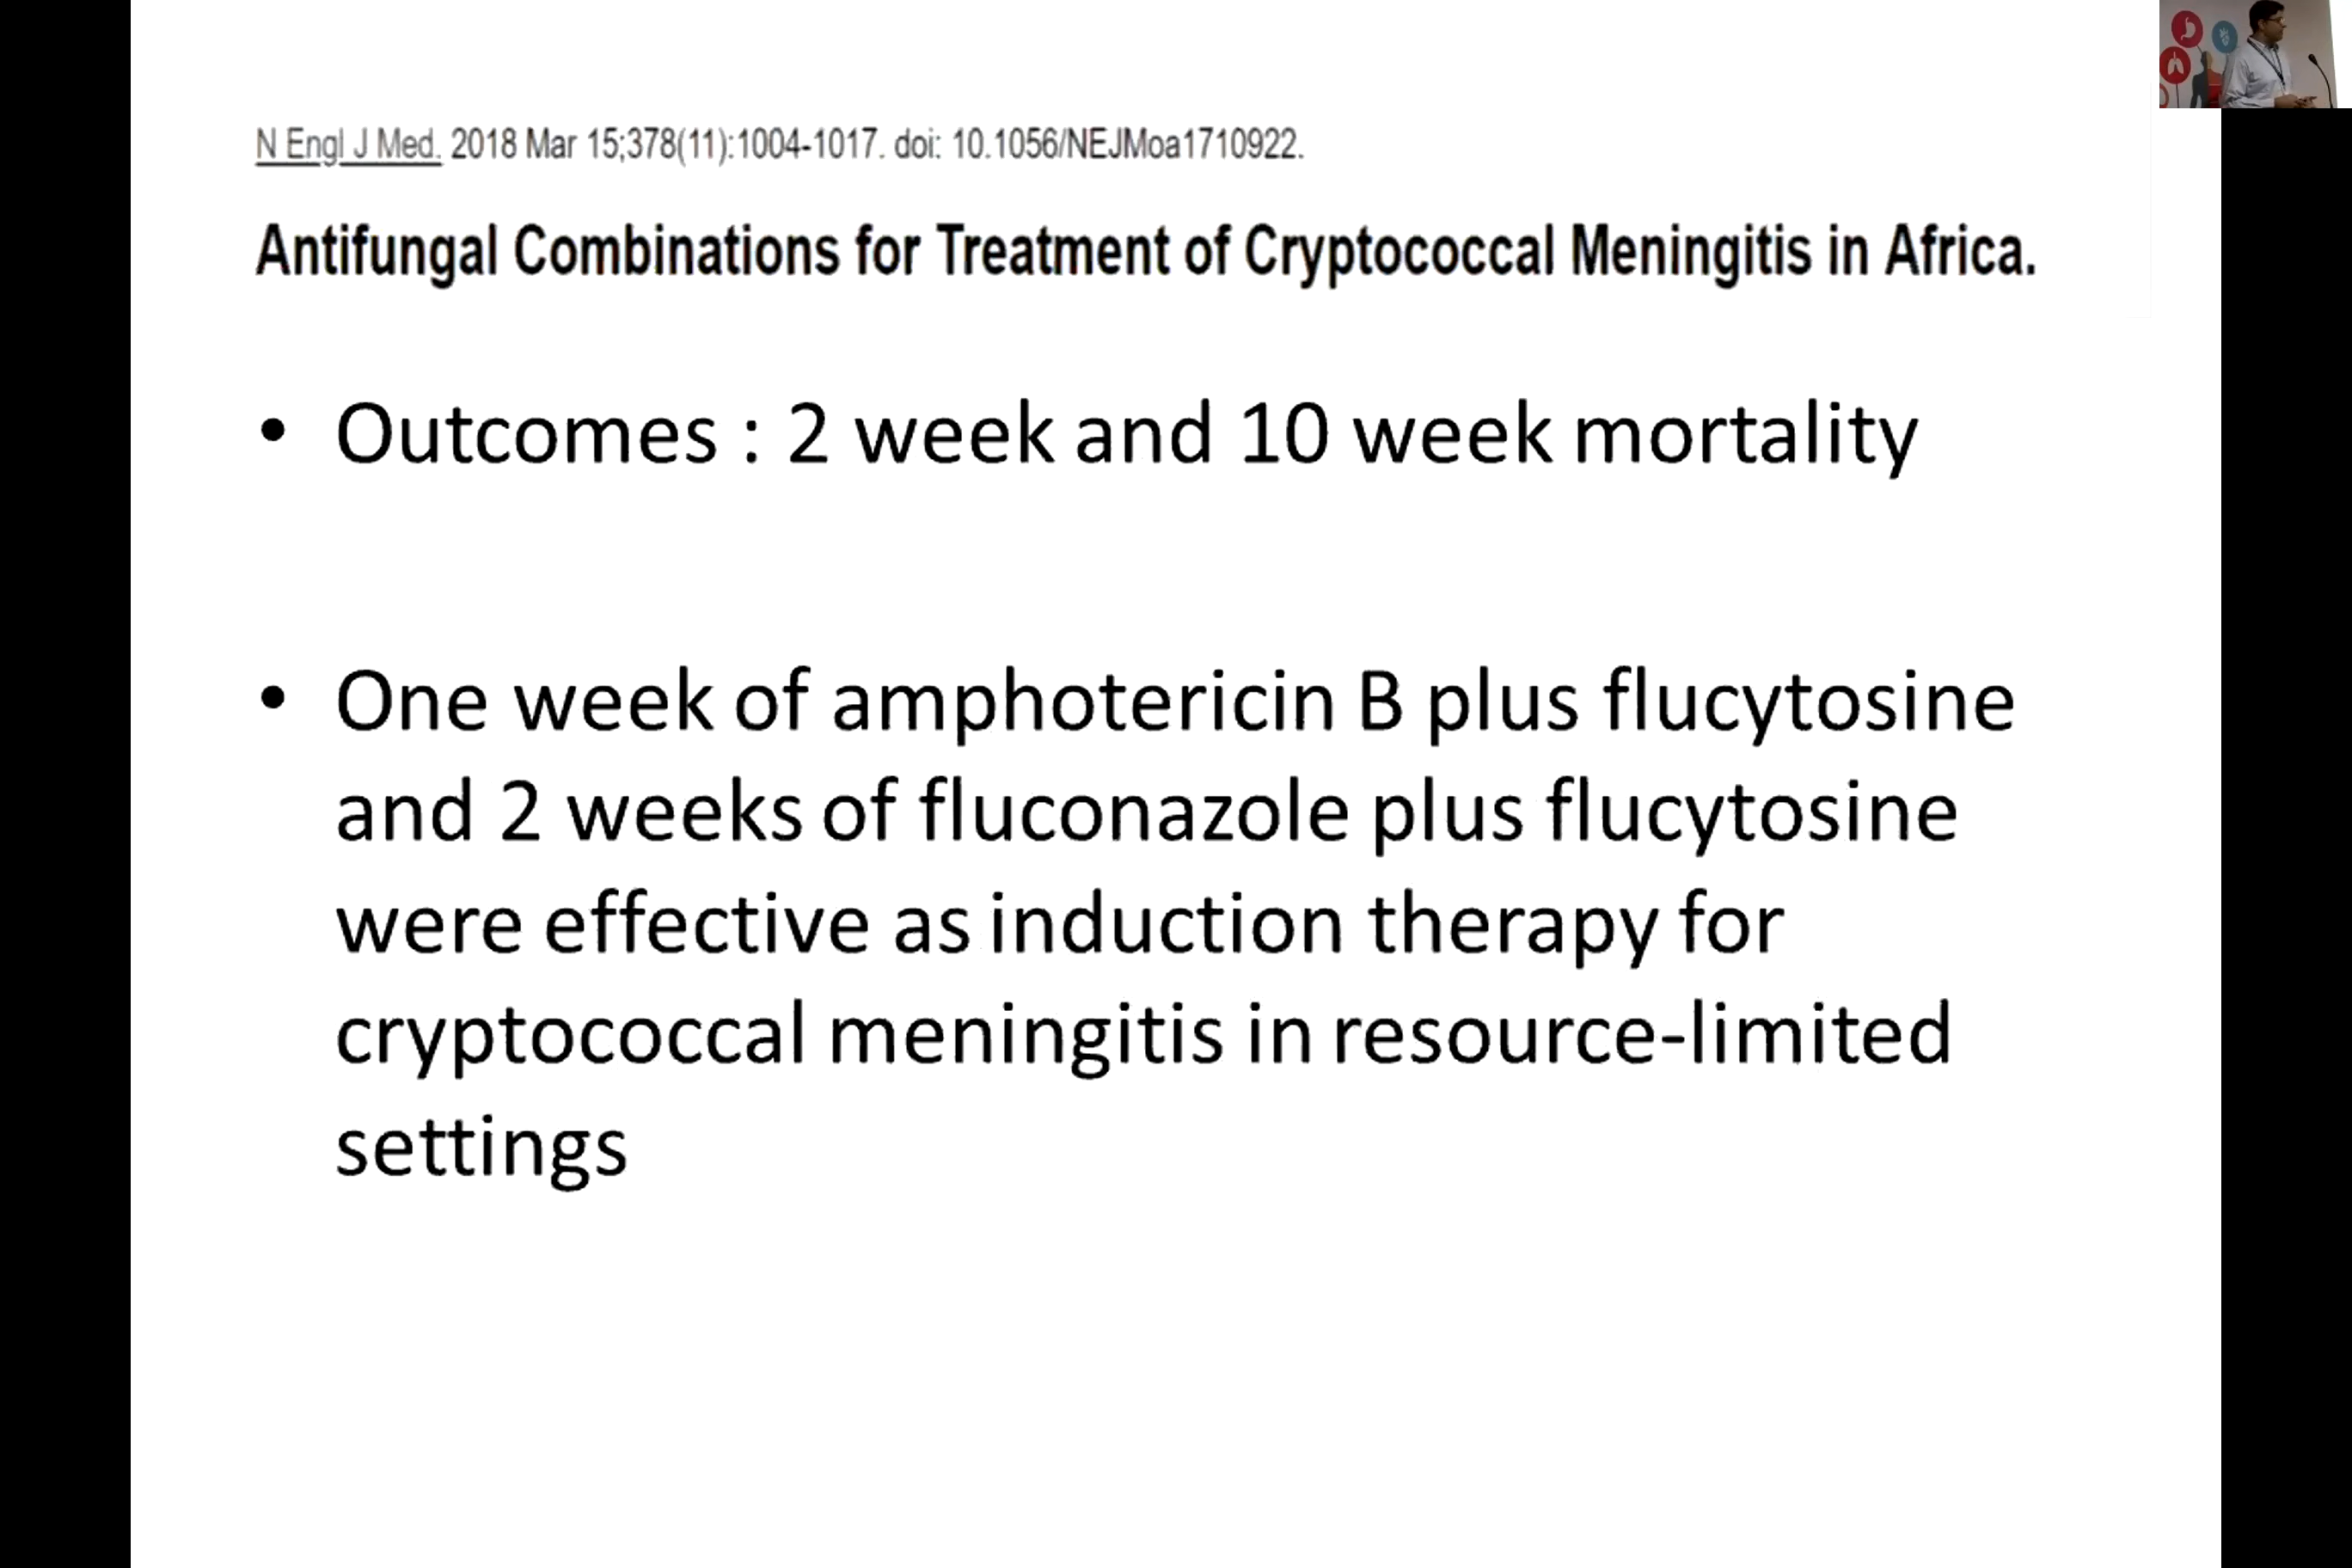 N Engl J Med. 2018 Mar 15;378(11):1004-1017. doi: 10.1056/NEJMoa1710922.
Antifungal Combinations for Treatment of Cryptococcal Meningitis in Africa.
• Outcomes : 2 week and 10 week mortality
• One week of amphotericin B plus flucytosine
and 2 weeks of fluconazole plus flucytosine
were effective as induction therapy for
cryptococcal meningitis in resource-limited
settings